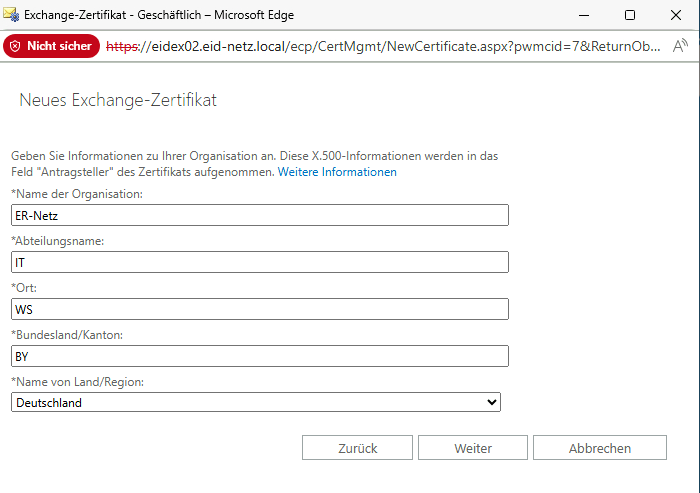 Exchange-Zertifikat - Geschäftlich – Microsoft Edge
Nicht sicher https://eidex02.eid-netz.local/ecp/CertMgmt/NewCertificate.aspx?pwmcid=7&ReturnOb...
Neues Exchange-Zertifikat
Geben Sie Informationen zu Ihrer Organisation an. Diese X.500-Informationen werden in das
Feld "Antragsteller" des Zertifikats aufgenommen. Weitere Informationen
*Name der Organisation:
ER-Netz
*Abteilungsname:
IT
*Ort:
WS
*Bundesland/Kanton:
BY
*Name von Land/Region:
Deutschland
Zurück Weiter Abbrechen